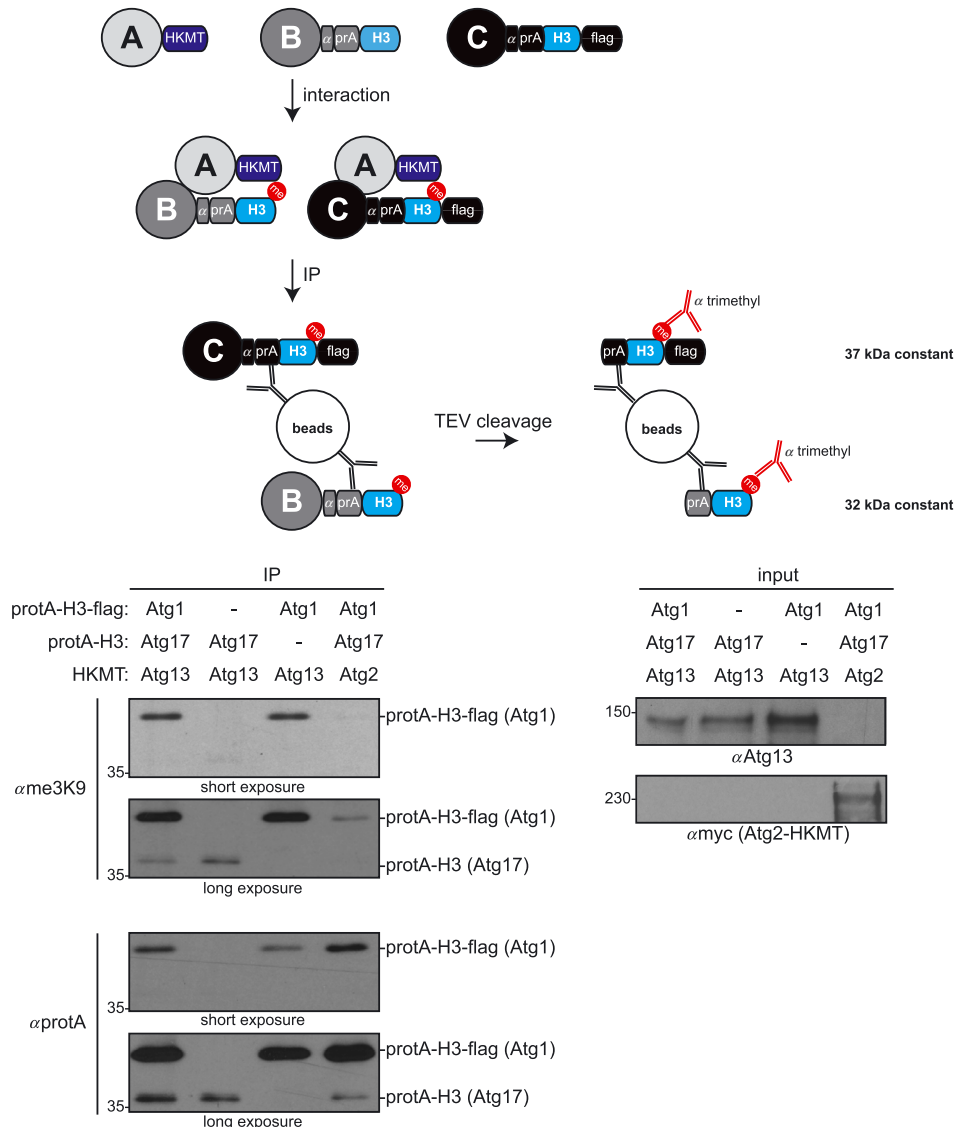 A HKMT B α prA H3 C α prA H3 flag
interaction
A HKMT A HKMT
me me
B α prA H3 C α prA H3 flag
IP
α trimethyl
me me
C α prA H3 flag prA H3 flag 37 kDa constant
beads TEV cleavage beads
α trimethyl
me me
B α prA H3 prA H3 32 kDa constant
IP
protA-H3-flag: Atg1 - Atg1 Atg1
protA-H3: Atg17 Atg17 - Atg17
HKMT: Atg13 Atg13 Atg13 Atg2
αme3K9
protA-H3-flag (Atg1)
35-
short exposure
protA-H3-flag (Atg1)
protA-H3 (Atg17)
35-
long exposure
αprotA
protA-H3-flag (Atg1)
35-
short exposure
protA-H3-flag (Atg1)
protA-H3 (Atg17)
35-
long exposure
input
Atg1 - Atg1 Atg1
Atg17 Atg17 - Atg17
Atg13 Atg13 Atg13 Atg2
150-
αAtg13
230-
αmyc (Atg2-HKMT)